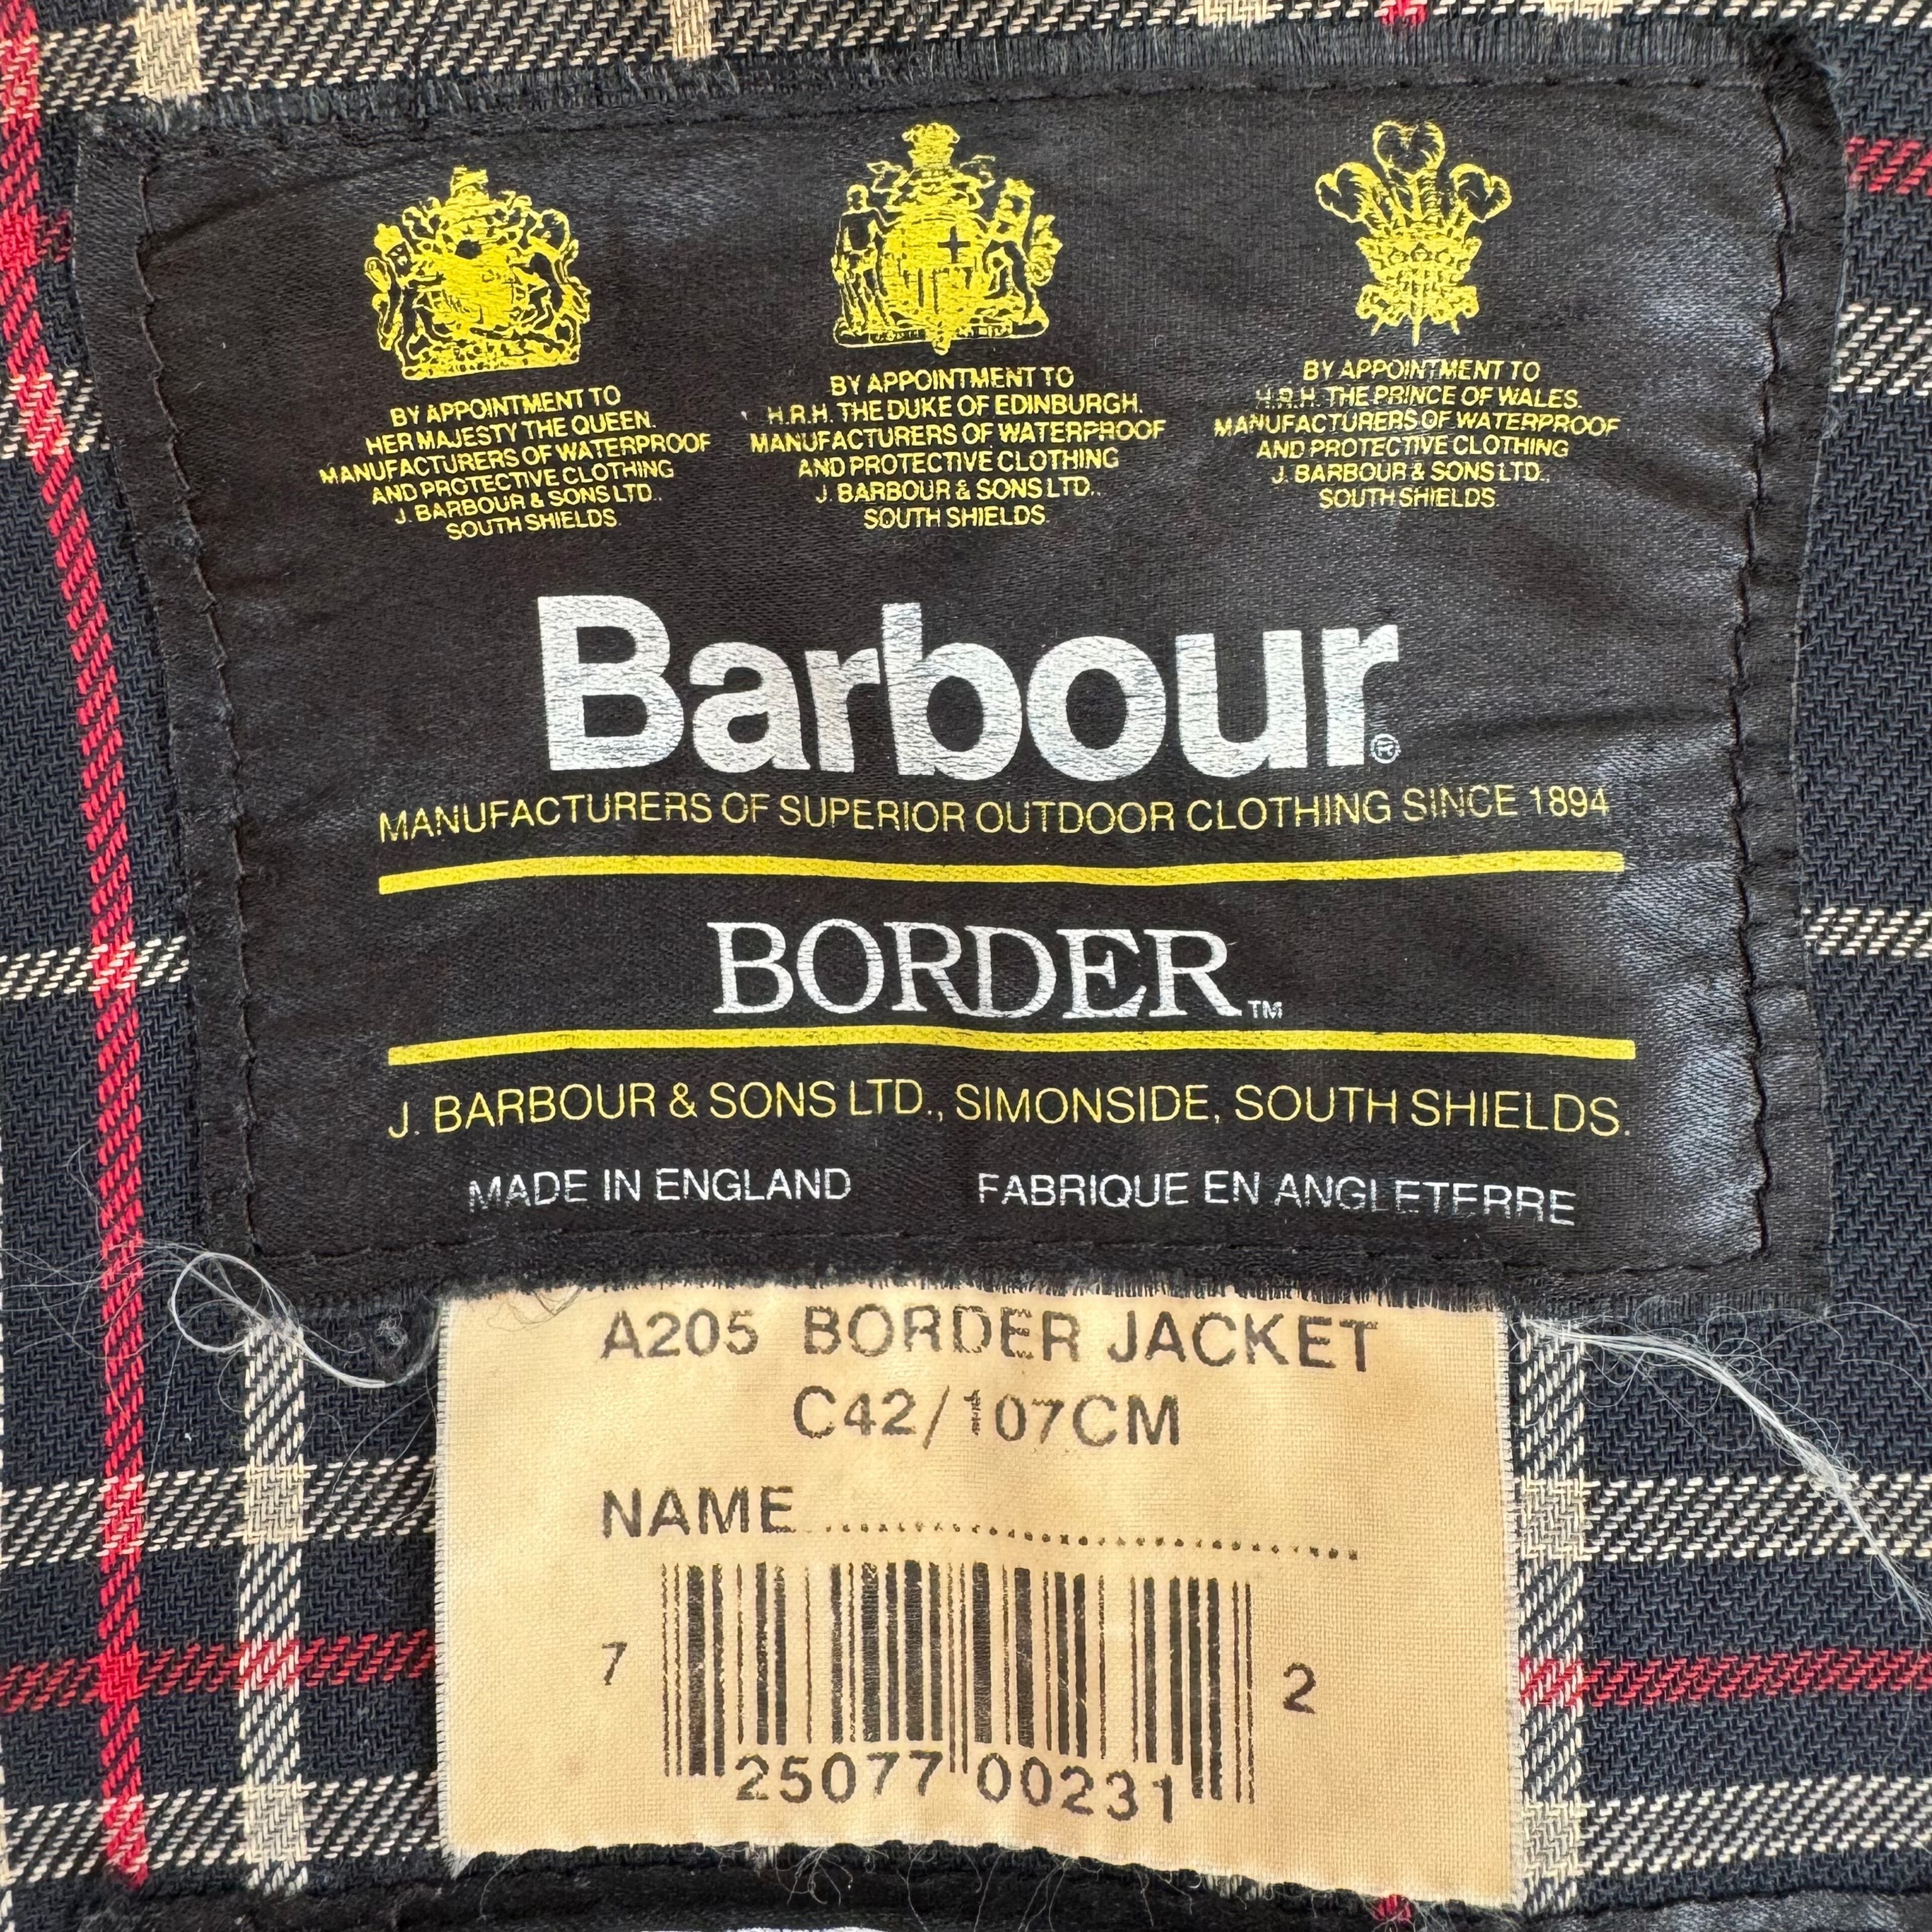 BY APPOINTMENT TO
HER MAJESTY THE QUEEN.
MANUFACTURERS OF WATERPROOF
AND PROTECTIVE CLOTHING
J. BARBOUR & SONS LTD.,
SOUTH SHIELDS.
BY APPOINTMENT TO
H.R.H. THE DUKE OF EDINBURGH.
MANUFACTURERS OF WATERPROOF
AND PROTECTIVE CLOTHING
J. BARBOUR & SONS LTD.,
SOUTH SHIELDS.
BY APPOINTMENT TO
H.R.H. THE PRINCE OF WALES.
MANUFACTURERS OF WATERPROOF
AND PROTECTIVE CLOTHING
J. BARBOUR & SONS LTD.,
SOUTH SHIELDS.
Barbour®
MANUFACTURERS OF SUPERIOR OUTDOOR CLOTHING SINCE 1894
BORDER™
J. BARBOUR & SONS LTD., SIMONSIDE, SOUTH SHIELDS.
MADE IN ENGLAND FABRIQUE EN ANGLETERRE
A205 BORDER JACKET
C42/107CM
NAME.......................................
7 25077 00231 2